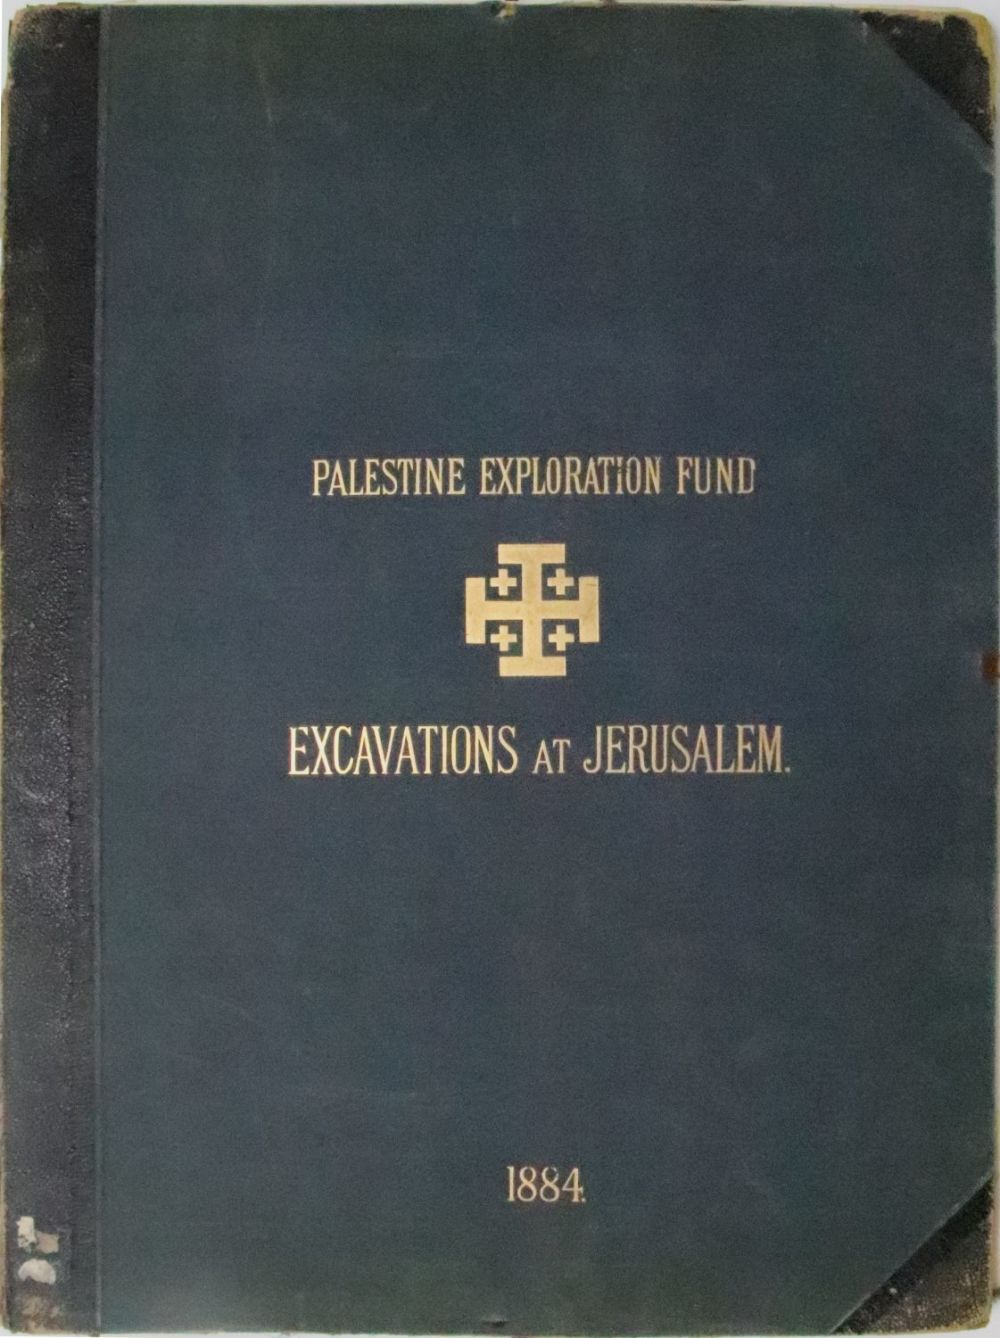 PALESTINE EXPLORATION FUND
EXCAVATIONS AT JERUSALEM.
1884.